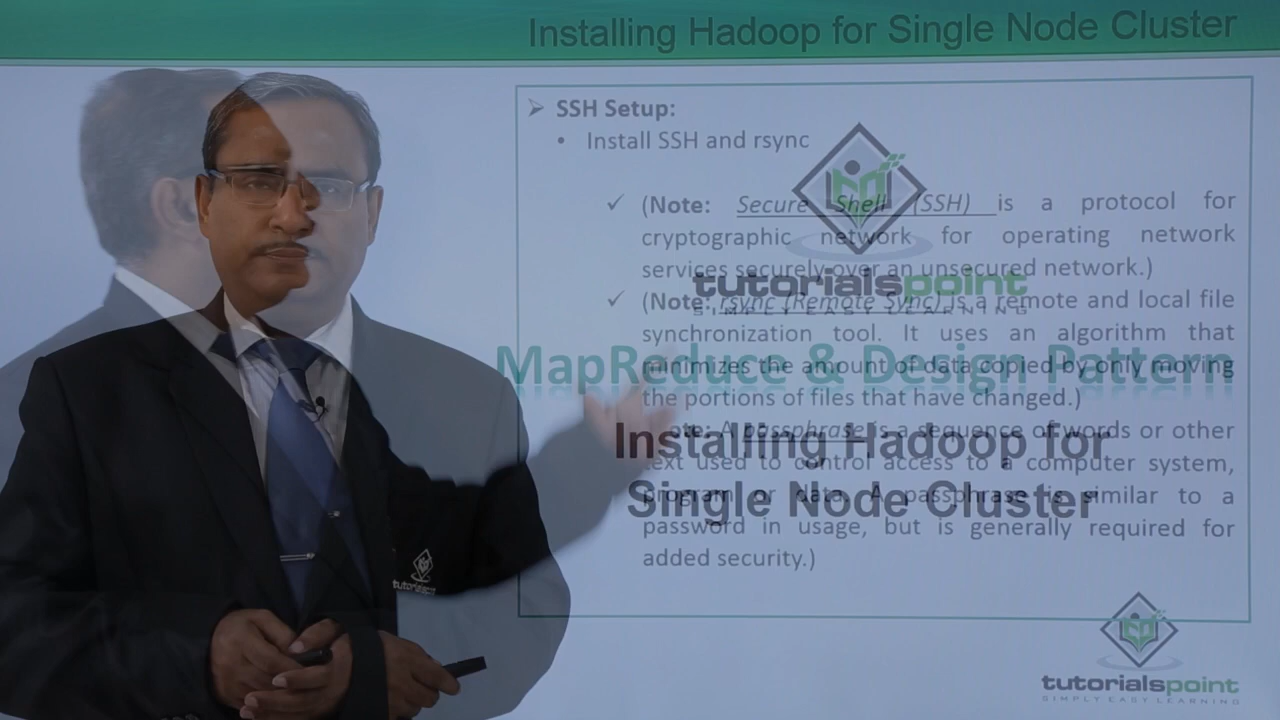 Installing Hadoop for Single Node Cluster
SSH Setup:
Install SSH and rsync
(Note: Secure Shell (SSH) is a protocol for
cryptographic network for operating network
services securely over an unsecured network.)
(Note: rsync (Remote Sync) is a remote and local file
synchronization tool. It uses an algorithm that
minimizes the amount of data copied by only moving
the portions of files that have changed.)
Note: A passphrase is a sequence of words or other
text used to control access to a computer system,
program or data. A passphrase is similar to a
password in usage, but is generally required for
added security.)
tutorialspoint
SIMPLY EASY LEARNING
MapReduce & Design Pattern
Installing Hadoop for
Single Node Cluster
tutorialspoint
SIMPLY EASY LEARNING